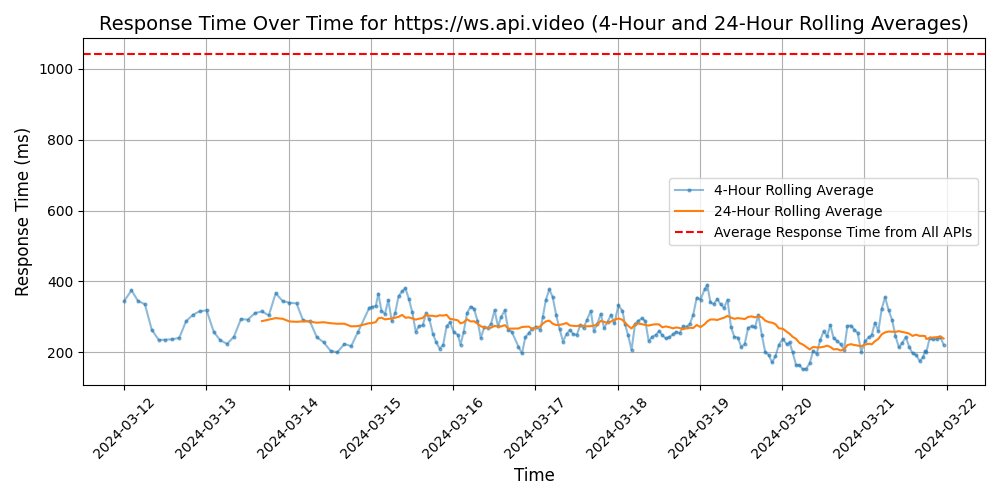 Response Time Over Time for https://ws.api.video (4-Hour and 24-Hour Rolling Averages)
Response Time (ms)
1000
800
600
400
200
4-Hour Rolling Average
24-Hour Rolling Average
Average Response Time from All APIs
2024-03-12
2024-03-13
2024-03-14
2024-03-15
2024-03-16
2024-03-17
2024-03-18
2024-03-19
2024-03-20
2024-03-21
2024-03-22
Time